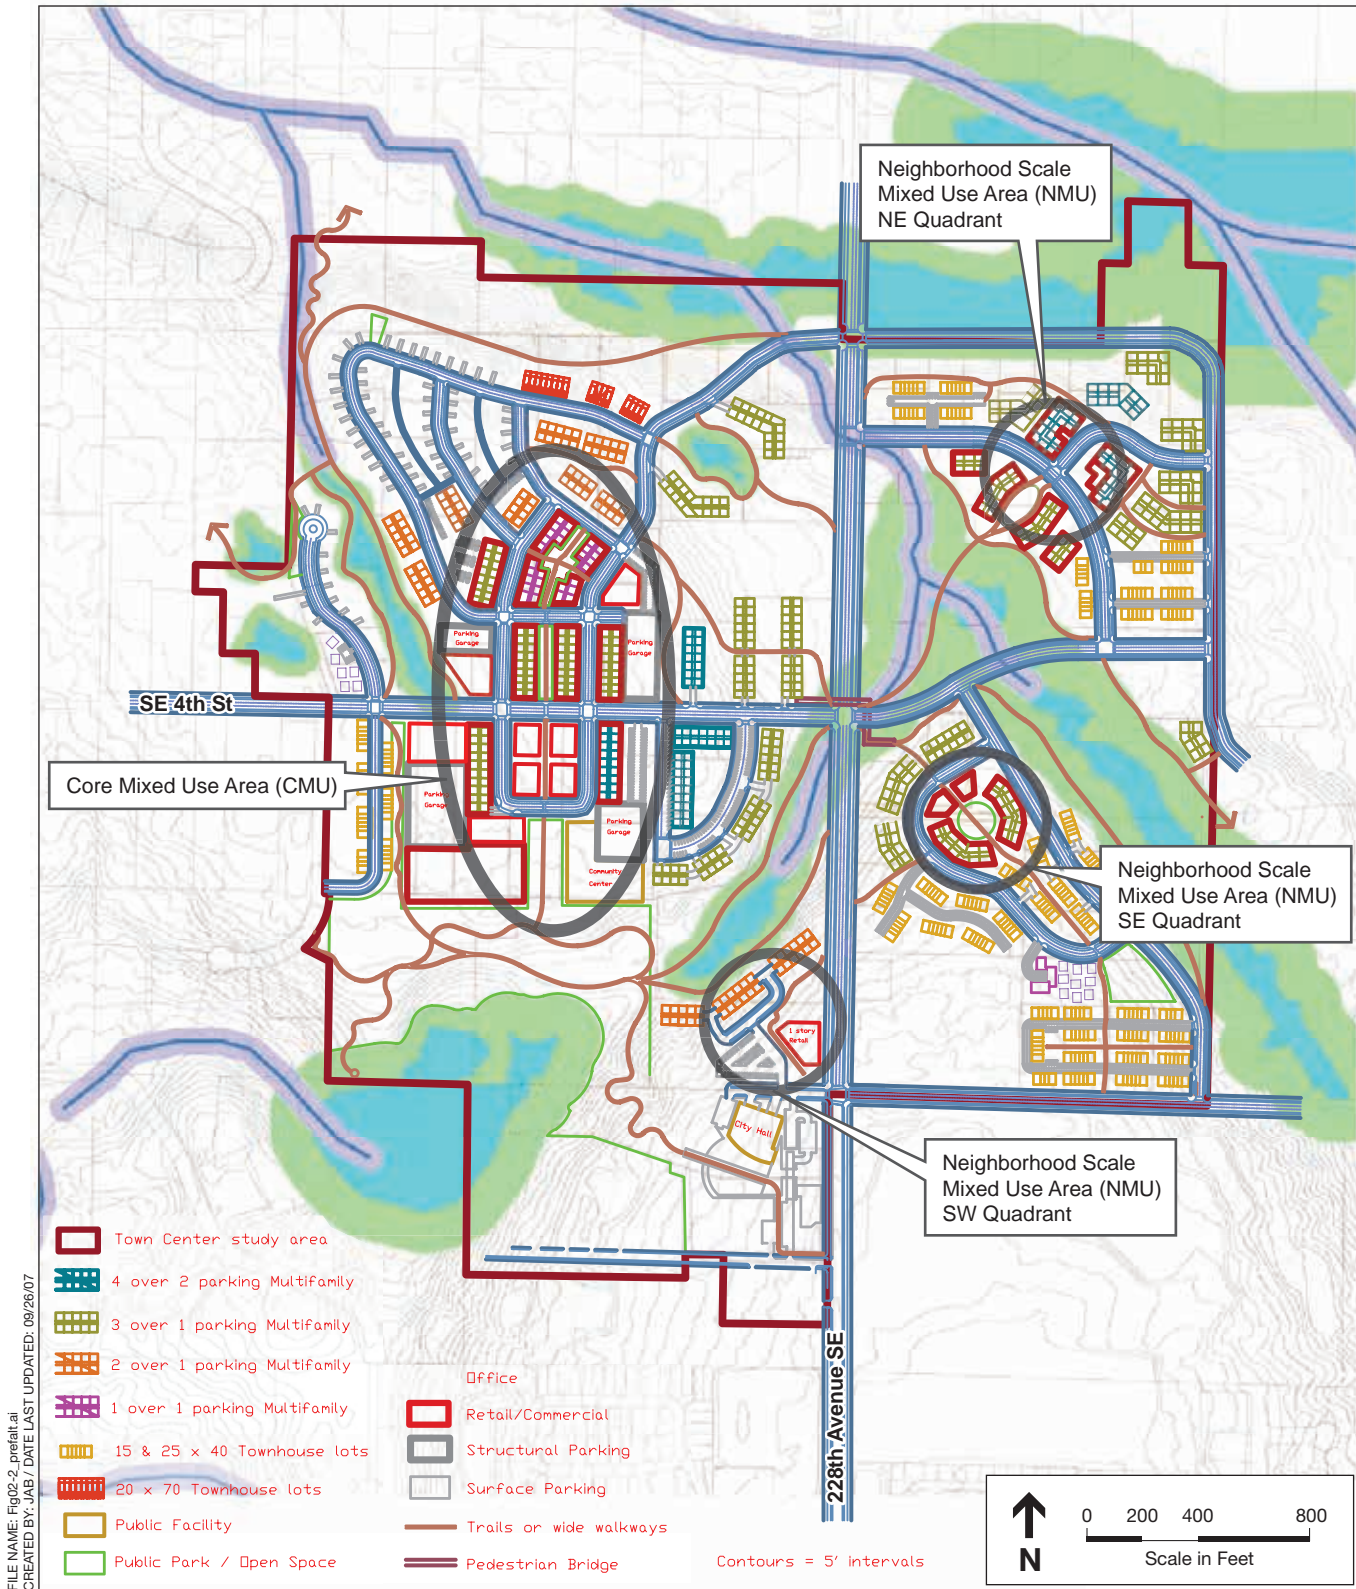 Neighborhood Scale
Mixed Use Area (NMU)
NE Quadrant
SE 4th St
Parking
Garage
Parking
Garage
Core Mixed Use Area (CMU)
Parking
Garage
Parking
Garage
Community
Center
Neighborhood Scale
Mixed Use Area (NMU)
SE Quadrant
1 story
Retail
City Hall
Neighborhood Scale
Mixed Use Area (NMU)
SW Quadrant
228th Avenue SE
Town Center study area
4 over 2 parking Multifamily
3 over 1 parking Multifamily
2 over 1 parking Multifamily
1 over 1 parking Multifamily
15 & 25 x 40 Townhouse lots
20 x 70 Townhouse lots
Public Facility
Public Park / Open Space
Office
Retail/Commercial
Structural Parking
Surface Parking
Trails or wide walkways
Pedestrian Bridge
Contours = 5' intervals
N
0 200 400 800
Scale in Feet
FILE NAME: Fig02-2_prefalt.ai
CREATED BY: JAB / DATE LAST UPDATED: 09/26/07